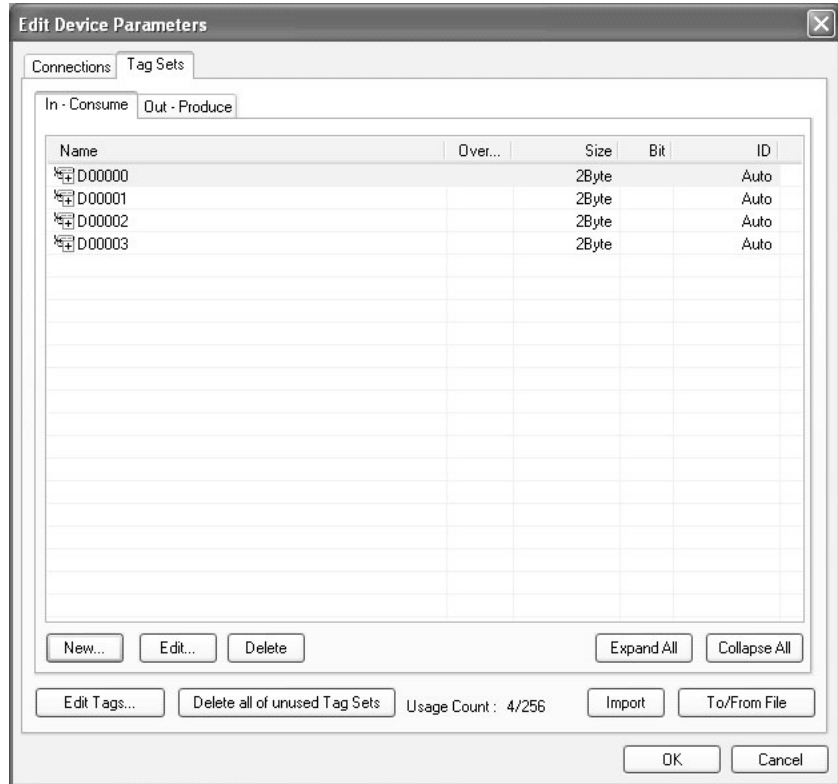 Edit Device Parameters
Connections Tag Sets
In - Consume Out - Produce
Name Over... Size Bit ID
D00000 2Byte Auto
D00001 2Byte Auto
D00002 2Byte Auto
D00003 2Byte Auto
New... Edit... Delete Expand All Collapse All
Edit Tags... Delete all of unused Tag Sets Usage Count : 4/256 Import To/From File
OK Cancel